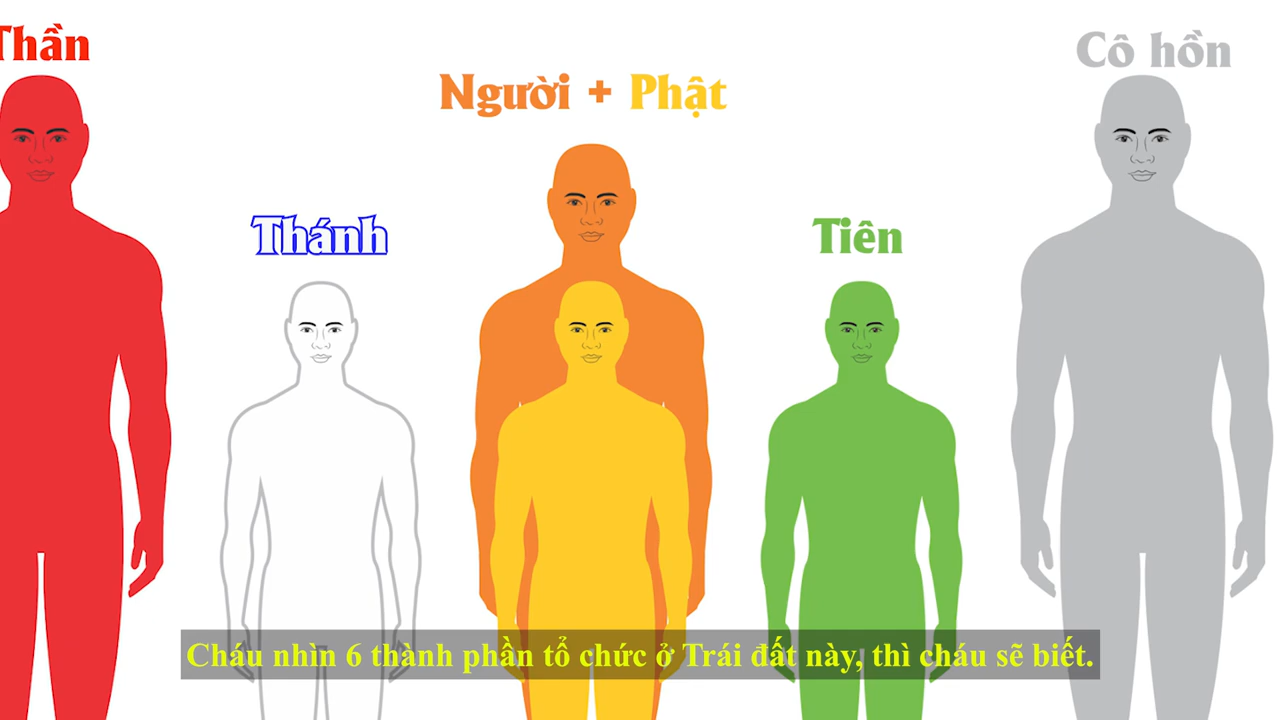 Thần
Cô hồn
Người + Phật
Thánh
Tiên
Cháu nhìn 6 thành phần tổ chức ở Trái đất này, thì cháu sẽ biết.